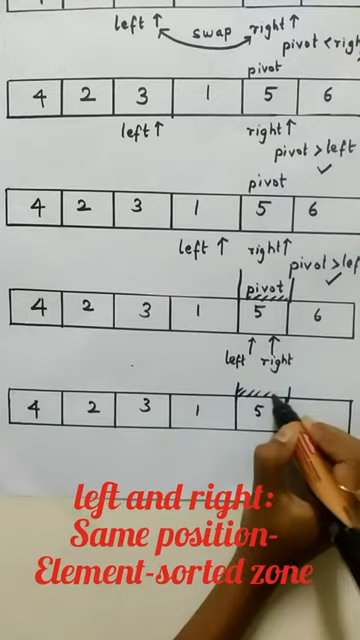 left ↑ swap right ↑
pivot < righ
pivot
4 2 3 1 5 6
left ↑ right ↑
pivot > left ✓
pivot
4 2 3 1 5 6
left ↑ right ↑
pivot > lef ✓
pivot
4 2 3 1 5 6
left ↑ right ↑
4 2 3 1 5
left and right:
Same position-
Element-sorted zone